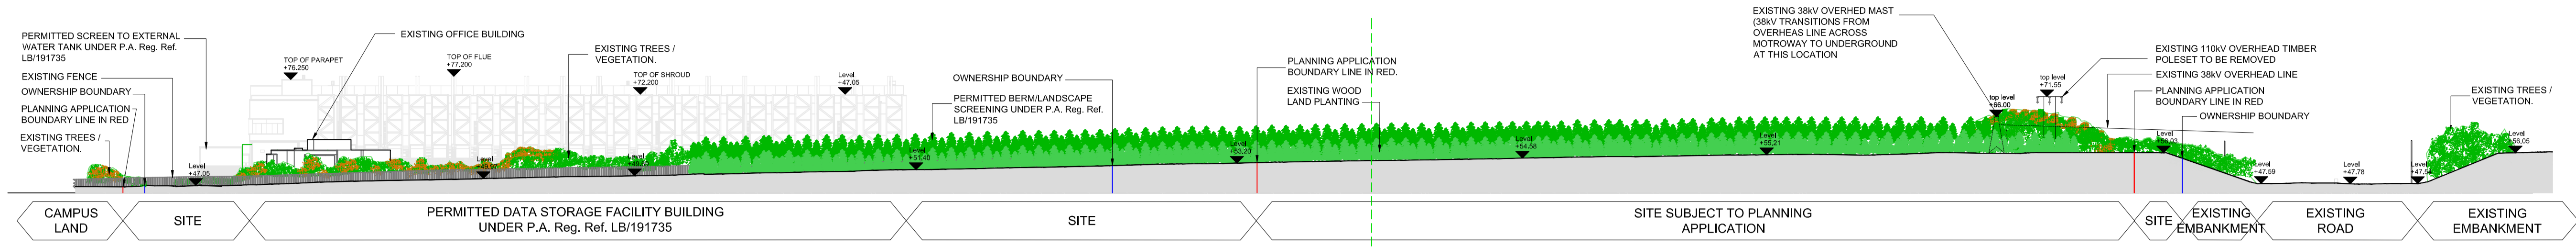 PERMITTED SCREEN TO EXTERNAL
WATER TANK UNDER P.A. Reg. Ref.
LB/191735
EXISTING FENCE
OWNERSHIP BOUNDARY
PLANNING APPLICATION
BOUNDARY LINE IN RED
EXISTING TREES /
VEGETATION.
TOP OF PARAPET
+76.250
EXISTING OFFICE BUILDING
TOP OF FLUE
+77,200
EXISTING TREES /
VEGETATION.
TOP OF SHROUD
+72,200
Level
+47.05
OWNERSHIP BOUNDARY
PERMITTED BERM/LANDSCAPE
SCREENING UNDER P.A. Reg. Ref.
LB/191735
PLANNING APPLICATION
BOUNDARY LINE IN RED.
EXISTING WOOD
LAND PLANTING
EXISTING 38kV OVERHED MAST
(38kV TRANSITIONS FROM
OVERHEAS LINE ACROSS
MOTROWAY TO UNDERGROUND
AT THIS LOCATION
top level
+66.00
top level
+71.55
EXISTING 110kV OVERHEAD TIMBER
POLESET TO BE REMOVED
EXISTING 38kV OVERHEAD LINE
PLANNING APPLICATION
BOUNDARY LINE IN RED
OWNERSHIP BOUNDARY
EXISTING TREES /
VEGETATION.
Level
+47.05
Level
Level
Level
+51,40
Level
+53,20
Level
+54,58
Level
+55,21
Level
Level
+47.59
Level
+47.78
Level
Level
+56,05
CAMPUS
LAND
SITE
PERMITTED DATA STORAGE FACILITY BUILDING
UNDER P.A. Reg. Ref. LB/191735
SITE
SITE SUBJECT TO PLANNING
APPLICATION
SITE
EXISTING
EMBANKMENT
EXISTING
ROAD
EXISTING
EMBANKMENT